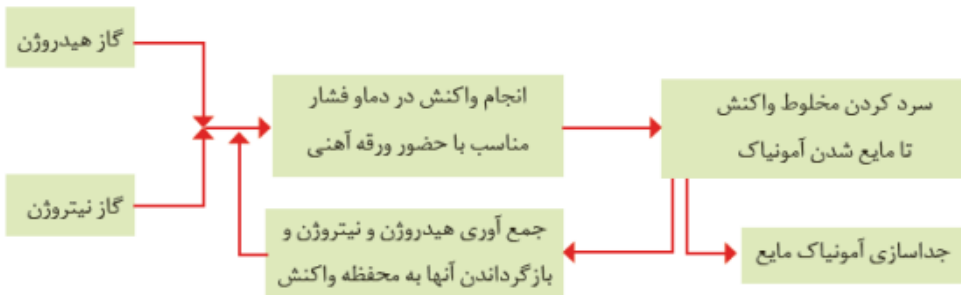 گاز هیدروژن
گاز نیتروژن
انجام واکنش در دماو فشار
مناسب با حضور ورقه آهنی
سرد کردن مخلوط واکنش
تا مایع شدن آمونیاک
جمع آوری هیدروژن و نیتروژن و
بازگرداندن آنها به محفظه واکنش
جداسازی آمونیاک مایع